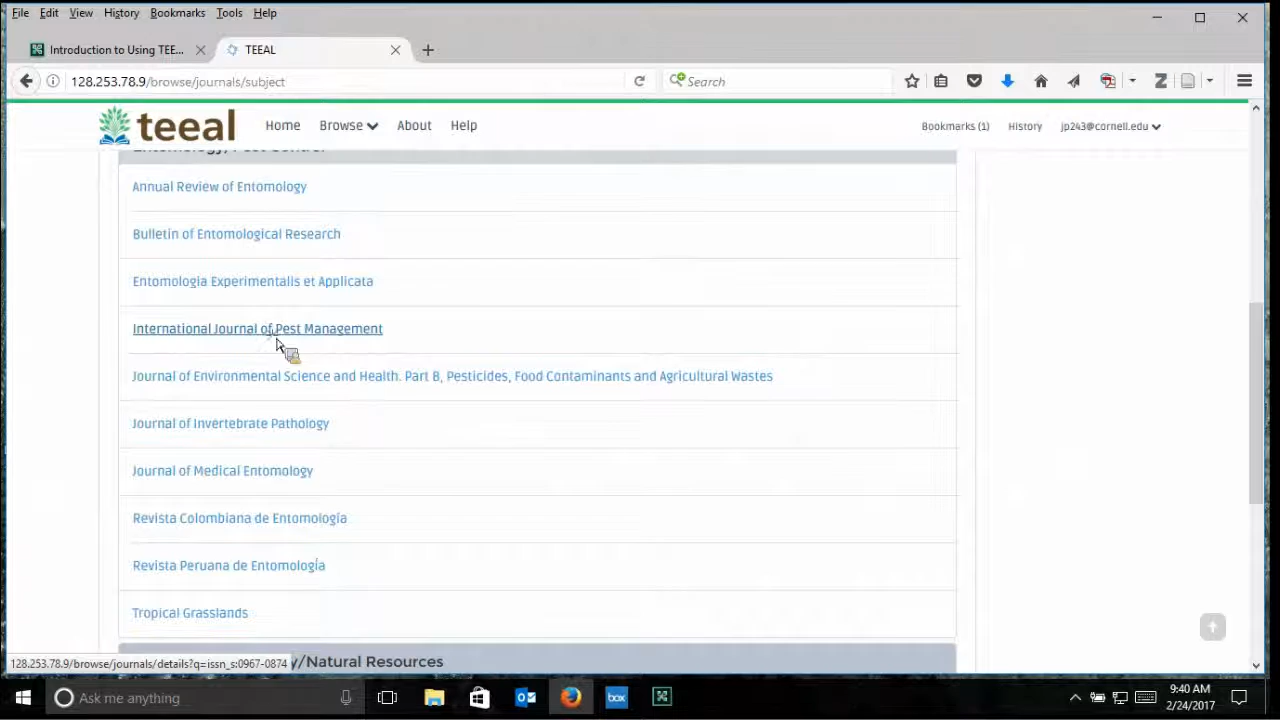 File Edit View History Bookmarks Tools Help
Introduction to Using TEE...
TEEAL
128.253.78.9/browse/journals/subject
Search
teeal
Home Browse About Help
Bookmarks (1) History jp243@cornell.edu
Entomology/Pest Control
Annual Review of Entomology
Bulletin of Entomological Research
Entomologia Experimentalis et Applicata
International Journal of Pest Management
Journal of Environmental Science and Health. Part B, Pesticides, Food Contaminants and Agricultural Wastes
Journal of Invertebrate Pathology
Journal of Medical Entomology
Revista Colombiana de Entomología
Revista Peruana de Entomología
Tropical Grasslands
128.253.78.9/browse/journals/details?q=issn_s:0967-0874
y/Natural Resources
Ask me anything
box
9:40 AM
2/24/2017